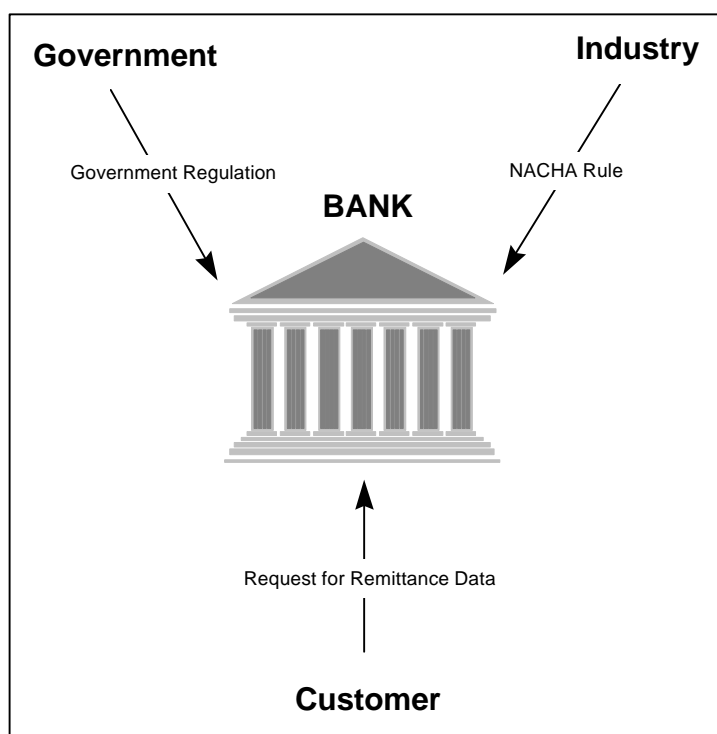 Government
Industry
Government Regulation
NACHA Rule
BANK
Request for Remittance Data
Customer